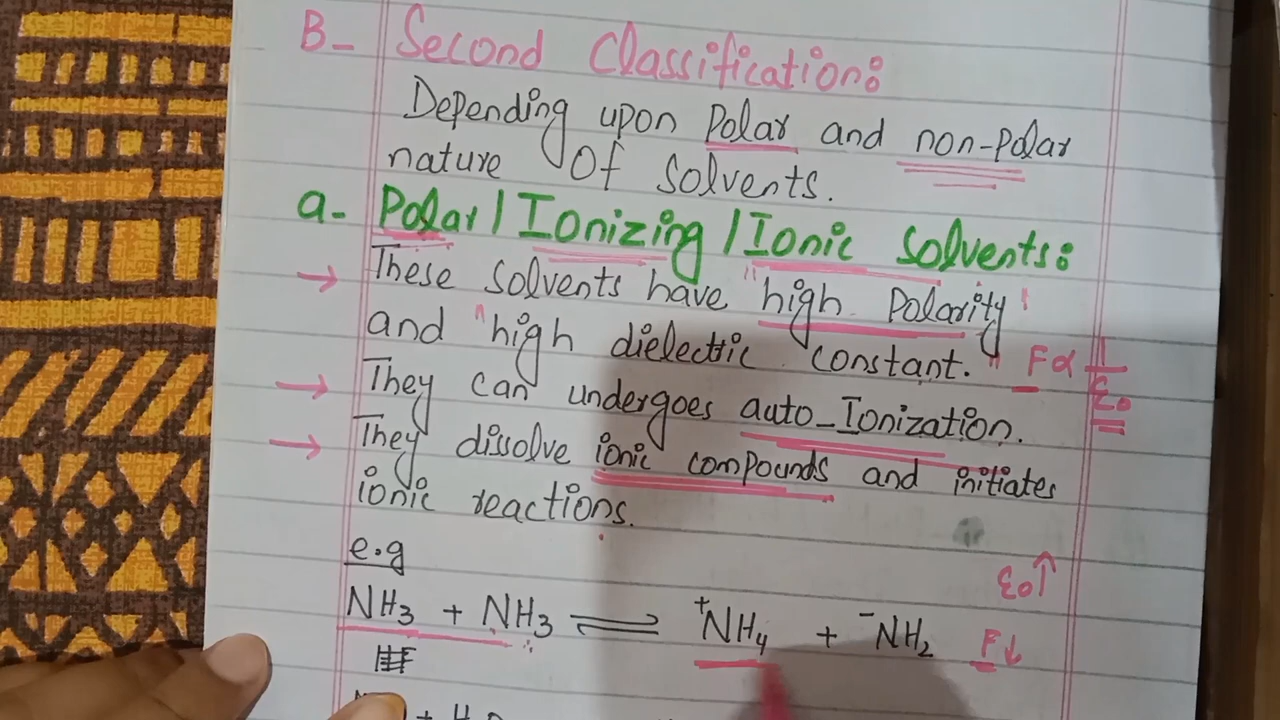 B- Second Classification:
Depending upon Polar and non-polar
nature of solvents.
a- Polar/Ionizing/Ionic solvents:
→ These solvents have "high Polarity"
and "high dielectric constant." F∝ 1/ε₀
→ They can undergoes auto-Ionization.
→ They dissolve ionic compounds and initiates
ionic reactions.
e.g
ε₀↑
NH₃ + NH₃ ⇌ ⁺NH₄ + ⁻NH₂ F↓